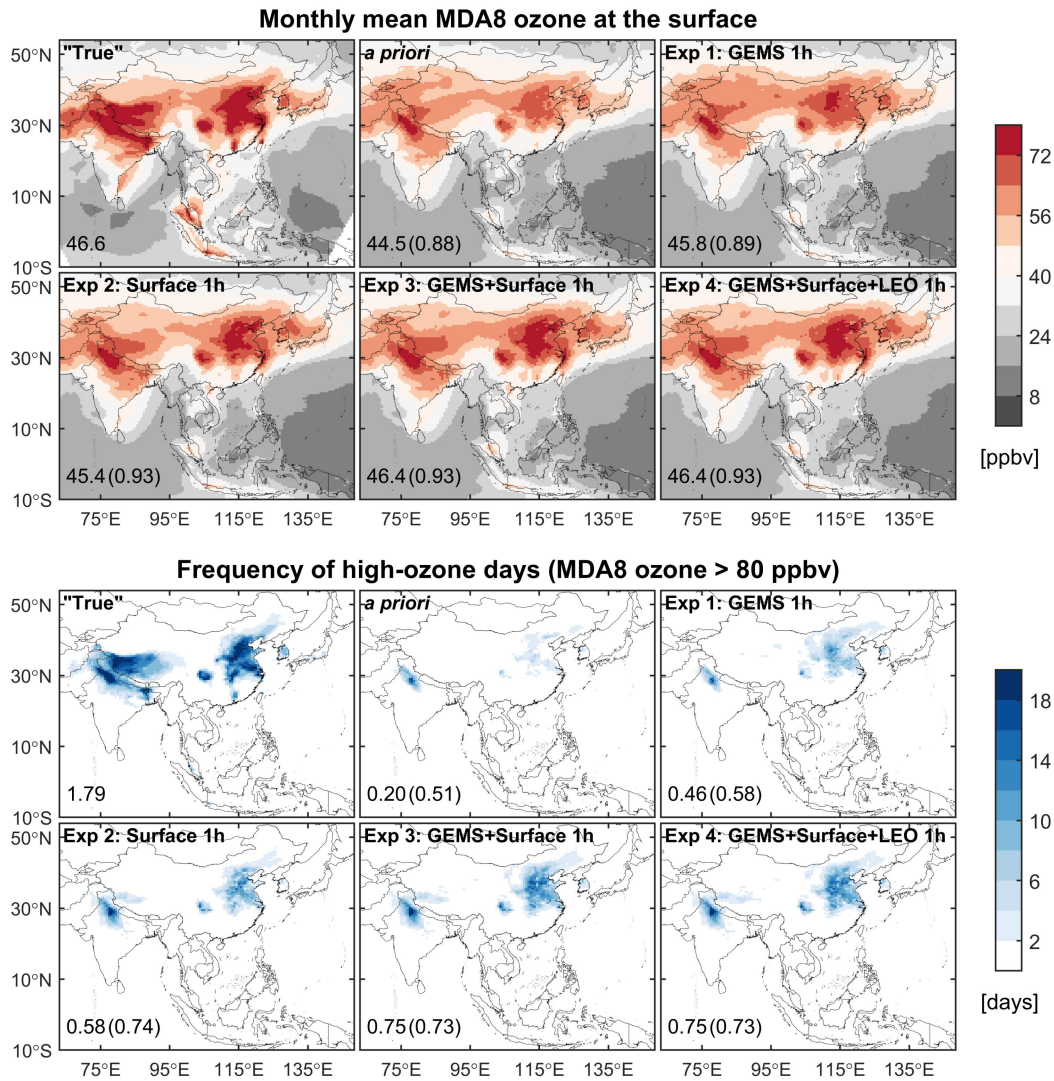 Monthly mean MDA8 ozone at the surface
"True" a priori Exp 1: GEMS 1h
50°N
30°N
10°N
10°S
46.6 44.5(0.88) 45.8(0.89)
Exp 2: Surface 1h Exp 3: GEMS+Surface 1h Exp 4: GEMS+Surface+LEO 1h
50°N
30°N
10°N
10°S
45.4(0.93) 46.4(0.93) 46.4(0.93)
75°E 95°E 115°E 135°E 75°E 95°E 115°E 135°E 75°E 95°E 115°E 135°E
72
56
40
24
8
[ppbv]
Frequency of high-ozone days (MDA8 ozone > 80 ppbv)
"True" a priori Exp 1: GEMS 1h
50°N
30°N
10°N
10°S
1.79 0.20(0.51) 0.46(0.58)
Exp 2: Surface 1h Exp 3: GEMS+Surface 1h Exp 4: GEMS+Surface+LEO 1h
50°N
30°N
10°N
10°S
0.58(0.74) 0.75(0.73) 0.75(0.73)
75°E 95°E 115°E 135°E 75°E 95°E 115°E 135°E 75°E 95°E 115°E 135°E
18
14
10
6
2
[days]